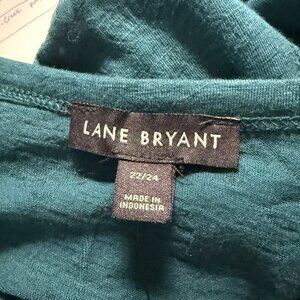 LANE BRYANT
22/24
MADE IN
INDONESIA